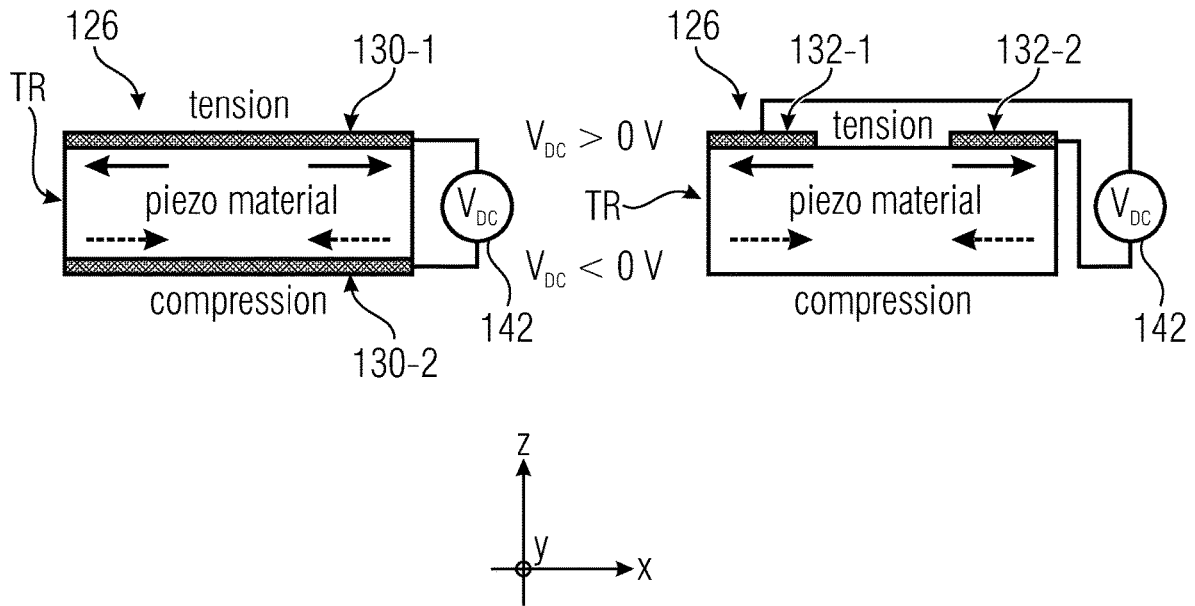 126
130-1
TR
tension
piezo material
V_DC
compression
130-2
142
V_DC > 0 V
V_DC < 0 V
126
132-1
132-2
tension
TR
piezo material
V_DC
compression
142
z
y
x